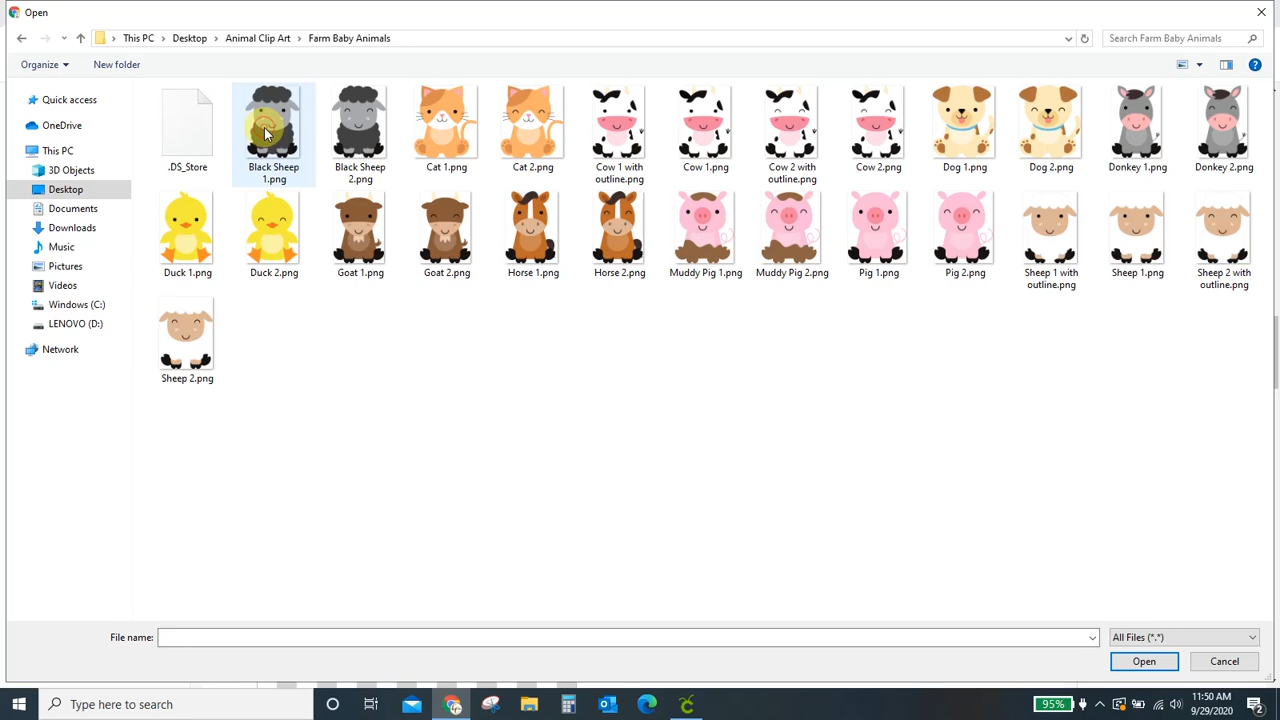 Open
This PC > Desktop > Animal Clip Art > Farm Baby Animals
Search Farm Baby Animals
Organize
New folder
Quick access
OneDrive
This PC
3D Objects
Desktop
Documents
Downloads
Music
Pictures
Videos
Windows (C:)
LENOVO (D:)
Network
.DS_Store
Black Sheep
1.png
Black Sheep
2.png
Cat 1.png
Cat 2.png
Cow 1 with
outline.png
Cow 1.png
Cow 2 with
outline.png
Cow 2.png
Dog 1.png
Dog 2.png
Donkey 1.png
Donkey 2.png
Duck 1.png
Duck 2.png
Goat 1.png
Goat 2.png
Horse 1.png
Horse 2.png
Muddy Pig 1.png
Muddy Pig 2.png
Pig 1.png
Pig 2.png
Sheep 1 with
outline.png
Sheep 1.png
Sheep 2 with
outline.png
Sheep 2.png
File name:
All Files (*.*)
Open
Cancel
Type here to search
95%
11:50 AM
9/29/2020
2